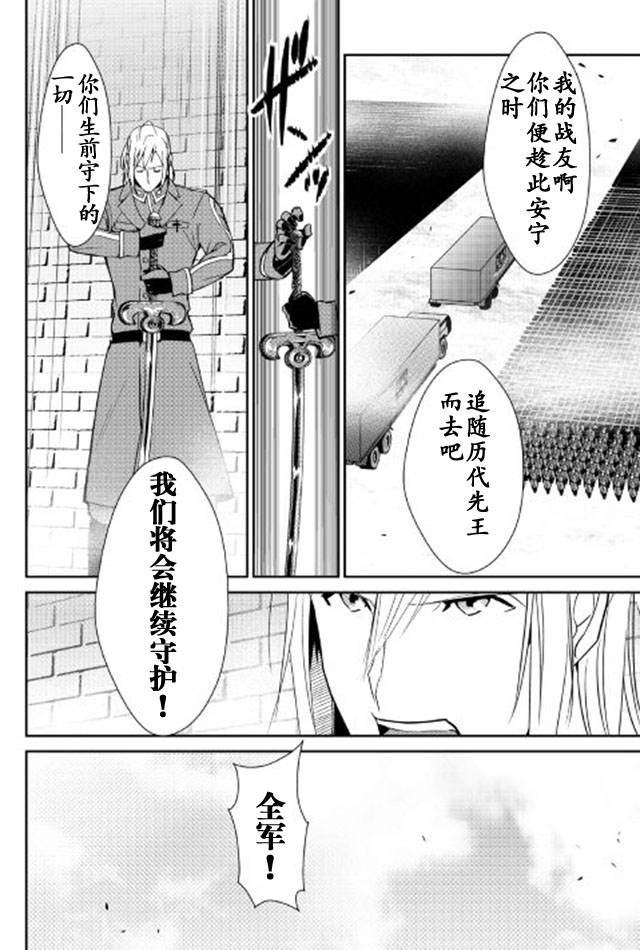 我的战友啊
你们便趁此安宁
之时
追随历代先王
而去吧
ザッ
你们生前守下的
一切——
我们将会继续守护！
全军！